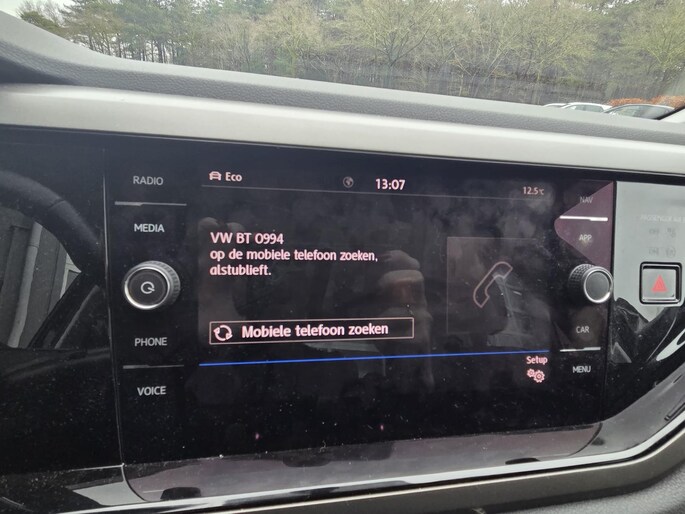 RADIO
MEDIA
PHONE
VOICE
Eco
13:07
12.5°C
VW BT 0994
op de mobiele telefoon zoeken,
alstublieft.
Mobiele telefoon zoeken
Setup
NAV
APP
CAR
MENU